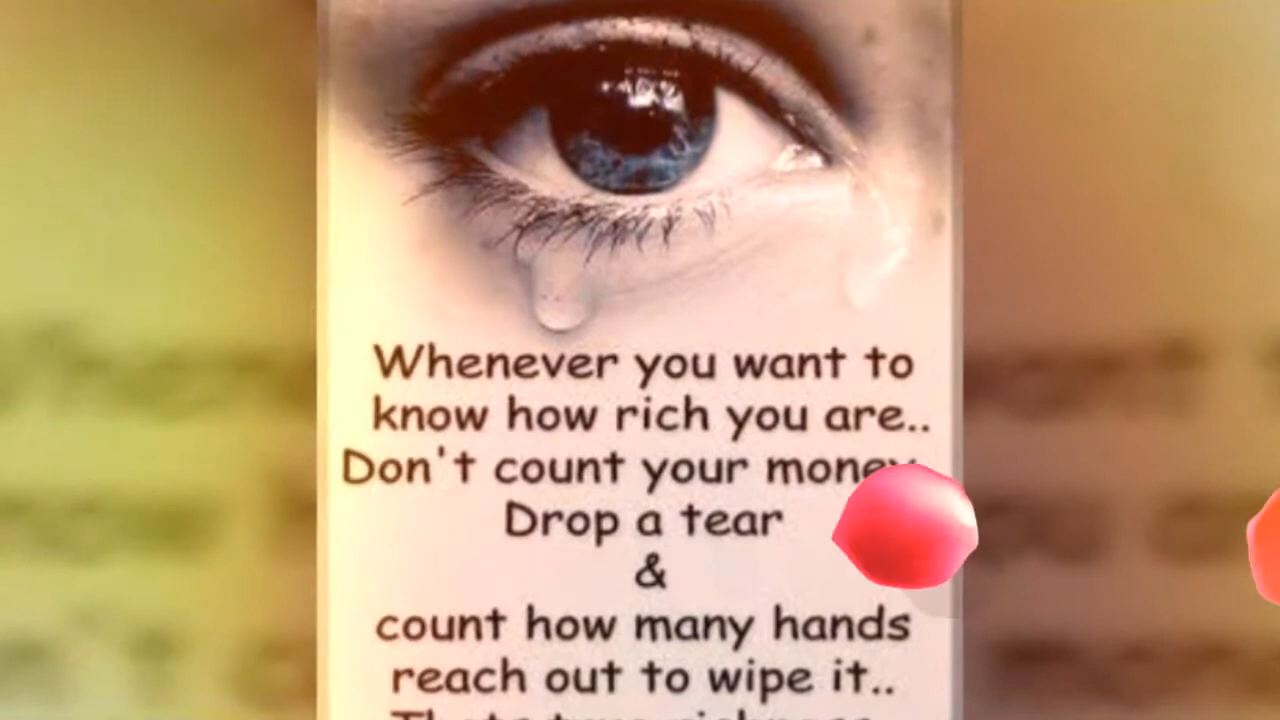 Whenever you want to
know how rich you are..
Don't count your money..
Drop a tear
&
count how many hands
reach out to wipe it..